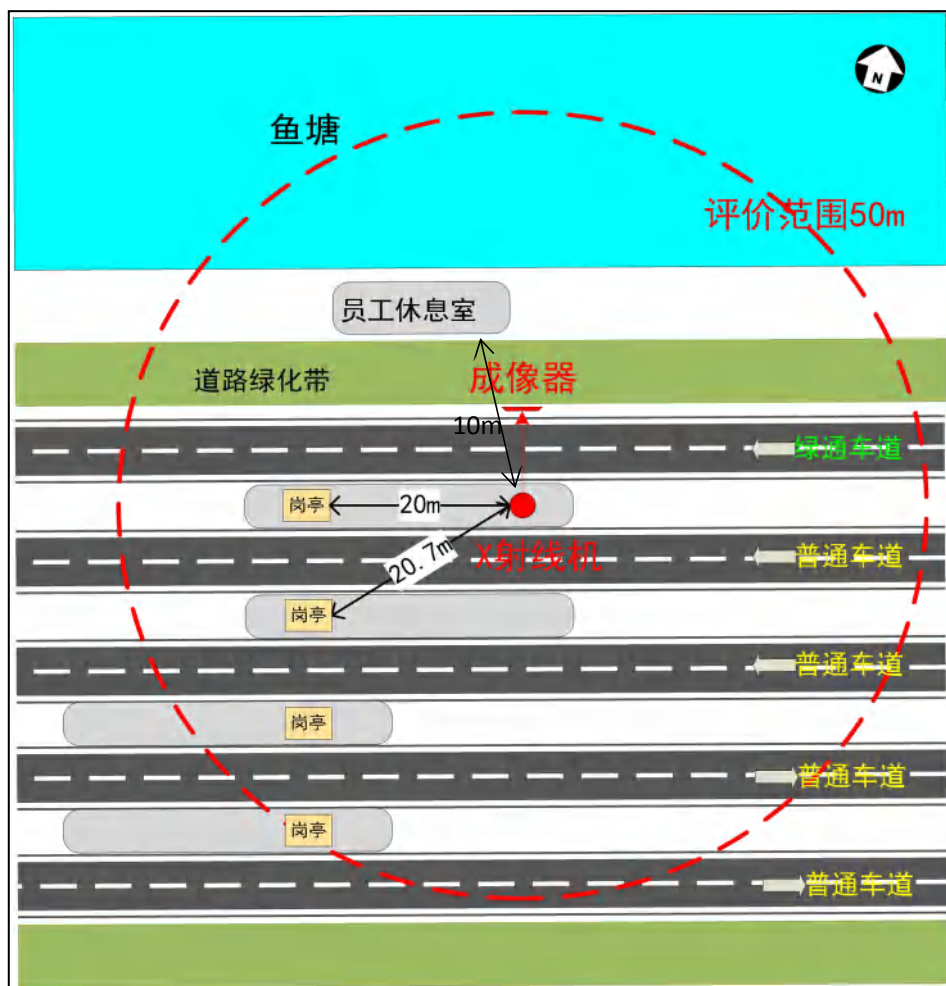 N
鱼塘
评价范围50m
员工休息室
道路绿化带
成像器
10m
绿通车道
岗亭
20m
X射线机
普通车道
20.7m
岗亭
普通车道
岗亭
普通车道
岗亭
普通车道